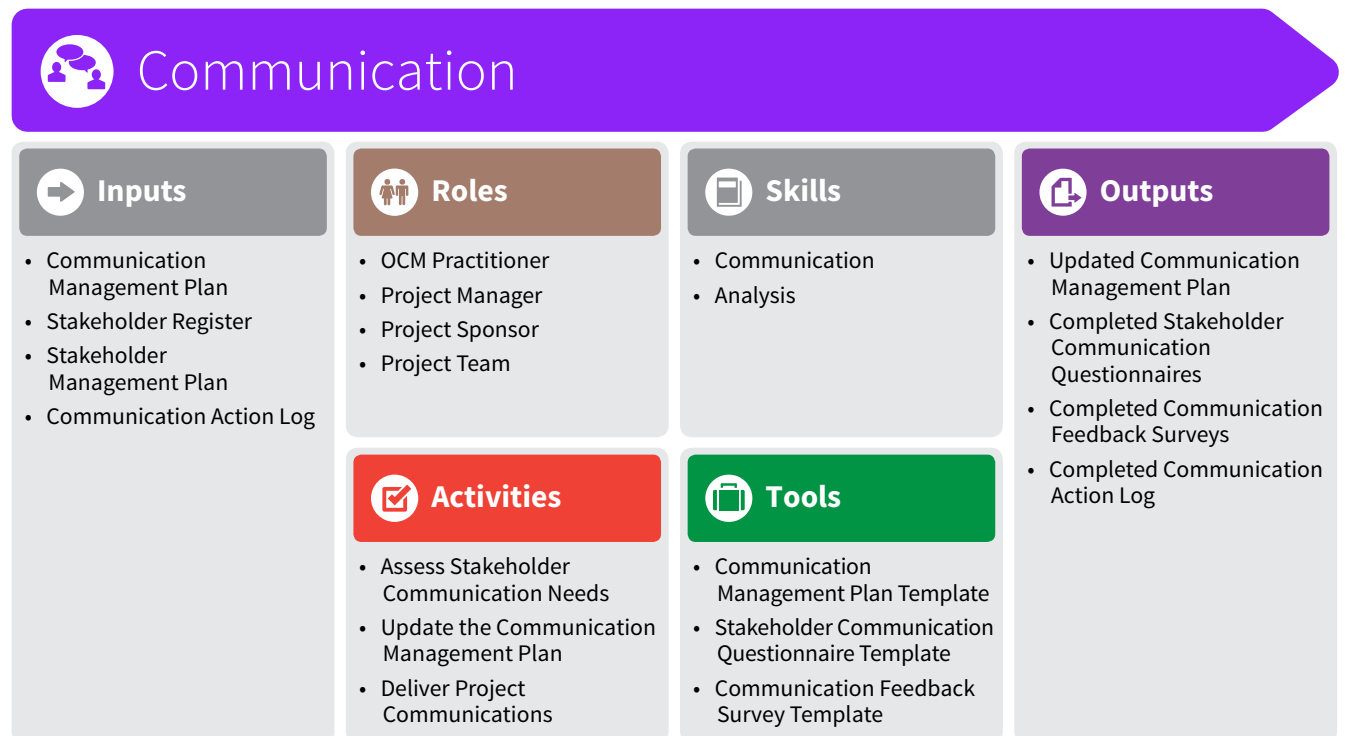 Communication
Inputs
• Communication
Management Plan
• Stakeholder Register
• Stakeholder
Management Plan
• Communication Action Log
Roles
• OCM Practitioner
• Project Manager
• Project Sponsor
• Project Team
Skills
• Communication
• Analysis
Outputs
• Updated Communication
Management Plan
• Completed Stakeholder
Communication
Questionnaires
• Completed Communication
Feedback Surveys
• Completed Communication
Action Log
Activities
• Assess Stakeholder
Communication Needs
• Update the Communication
Management Plan
• Deliver Project
Communications
Tools
• Communication
Management Plan Template
• Stakeholder Communication
Questionnaire Template
• Communication Feedback
Survey Template